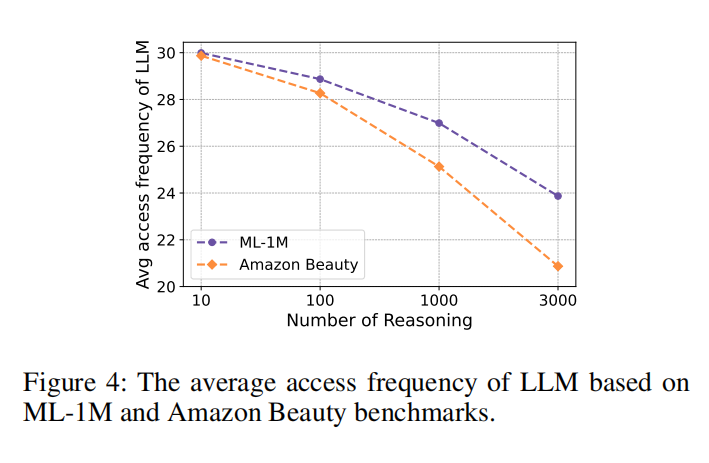 Avg access frequency of LLM
30
28
26
24
22
20
ML-1M
Amazon Beauty
10 100 1000 3000
Number of Reasoning
Figure 4: The average access frequency of LLM based on
ML-1M and Amazon Beauty benchmarks.